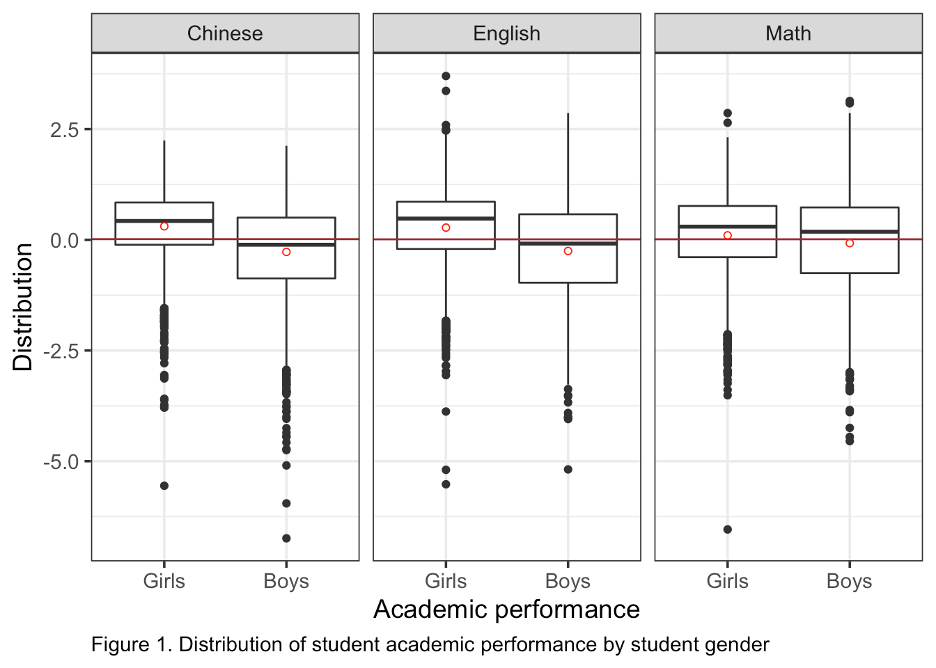 Chinese
English
Math
Distribution
2.5
0.0
-2.5
-5.0
Girls
Boys
Girls
Boys
Girls
Boys
Academic performance
Figure 1. Distribution of student academic performance by student gender